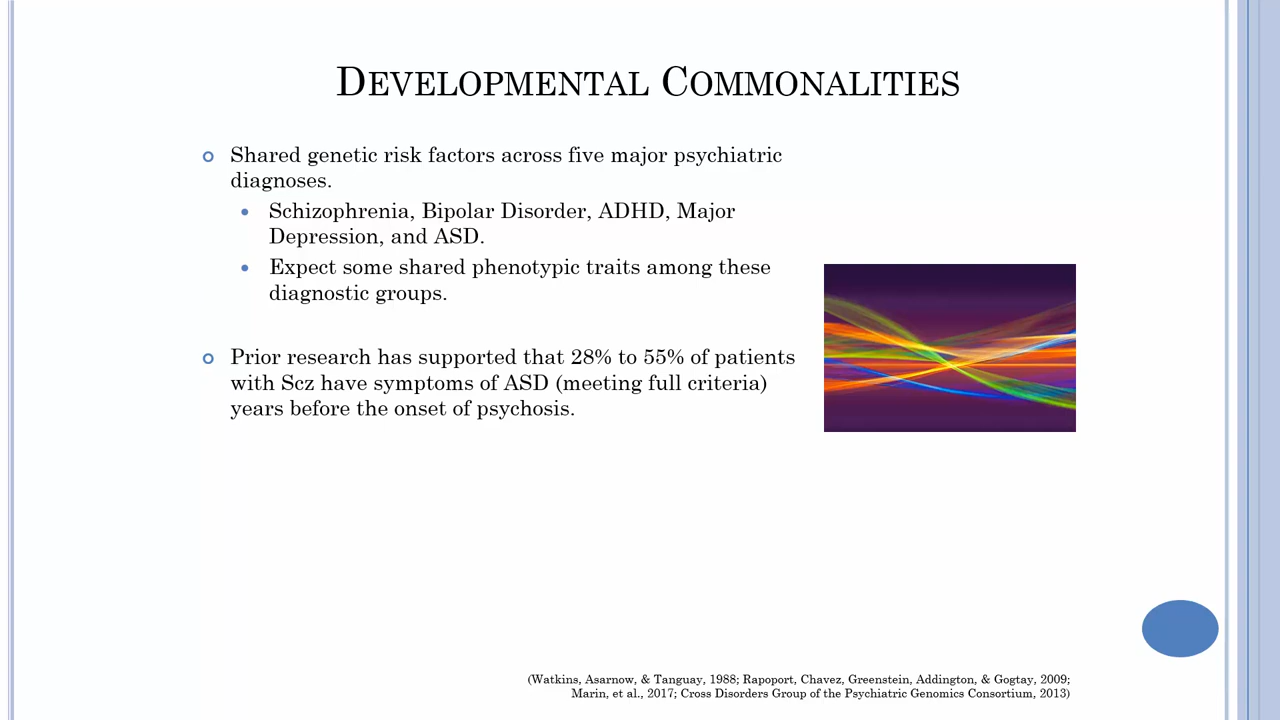 DEVELOPMENTAL COMMONALITIES
Shared genetic risk factors across five major psychiatric
diagnoses.
Schizophrenia, Bipolar Disorder, ADHD, Major
Depression, and ASD.
Expect some shared phenotypic traits among these
diagnostic groups.
Prior research has supported that 28% to 55% of patients
with Scz have symptoms of ASD (meeting full criteria)
years before the onset of psychosis.
(Watkins, Asarnow, & Tanguay, 1988; Rapoport, Chavez, Greenstein, Addington, & Gogtay, 2009;
Marin, et al., 2017; Cross Disorders Group of the Psychiatric Genomics Consortium, 2013)